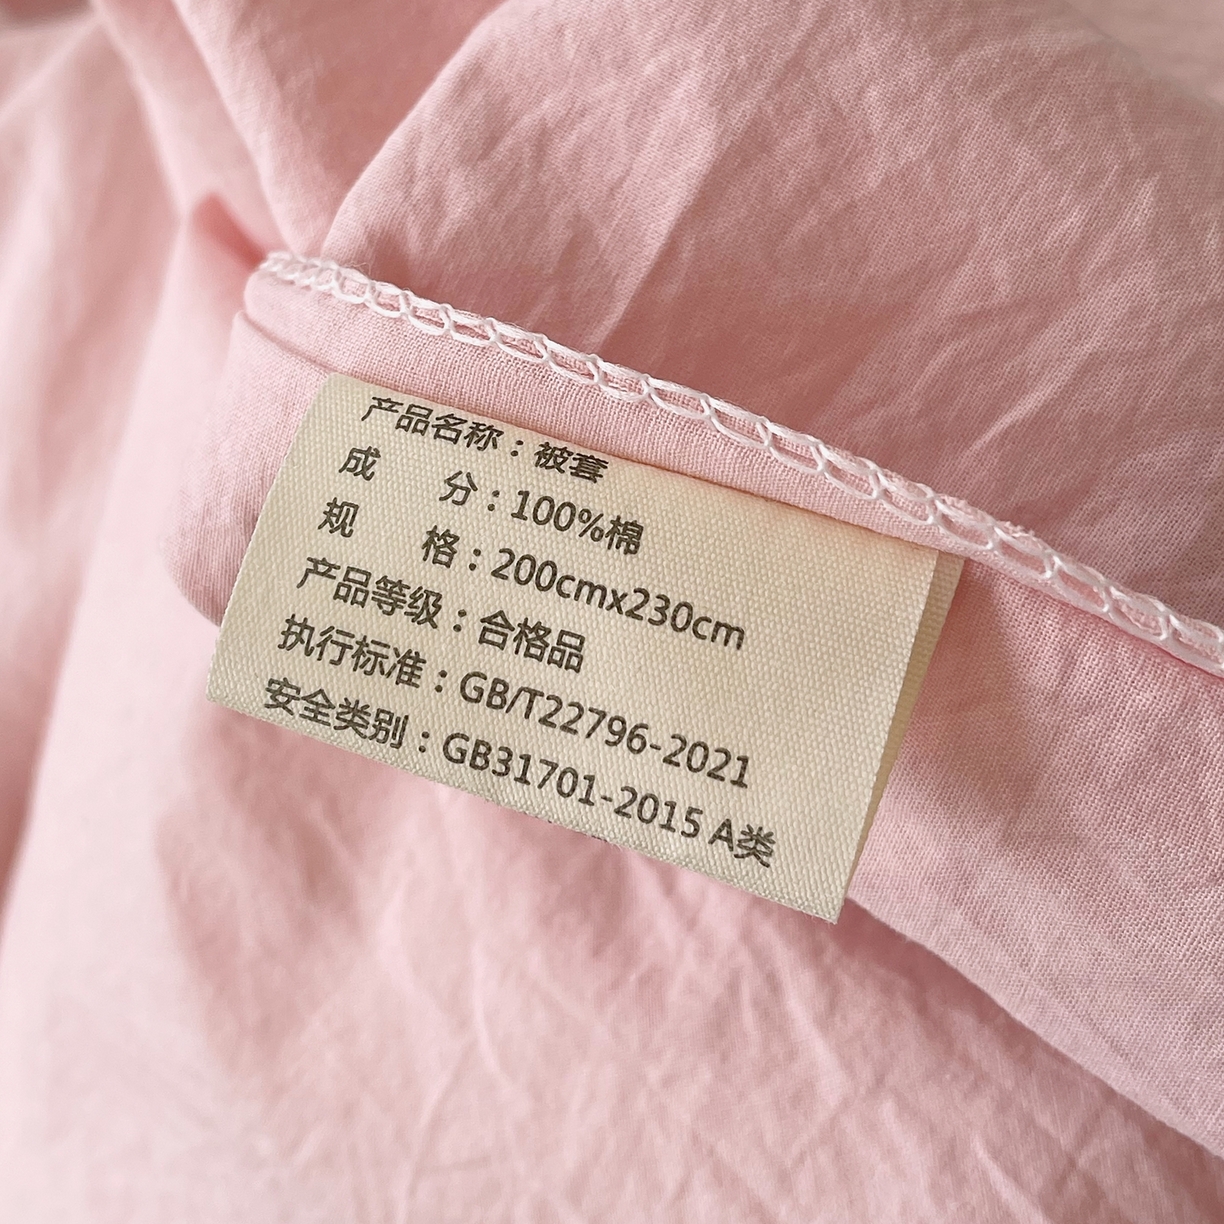 产品名称：被套
成　　分：100%棉
规　　格：200cmx230cm
产品等级：合格品
执行标准：GB/T22796-2021
安全类别：GB31701-2015 A类